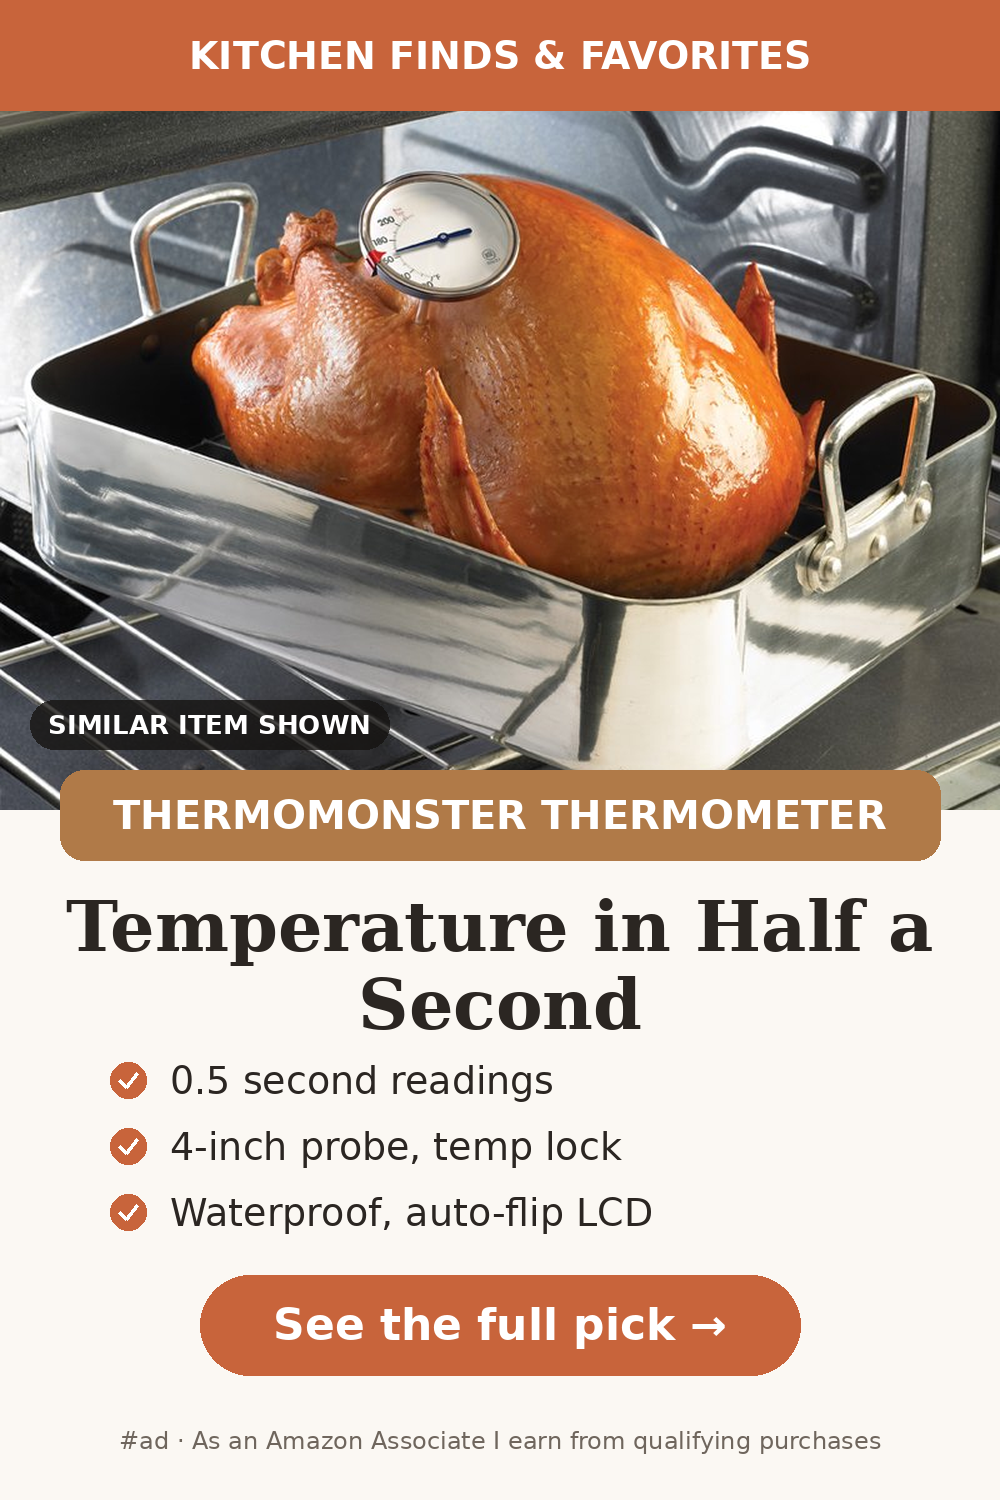 KITCHEN FINDS & FAVORITES
200
180
SIMILAR ITEM SHOWN
THERMOMONSTER THERMOMETER
Temperature in Half a
Second
0.5 second readings
4-inch probe, temp lock
Waterproof, auto-flip LCD
See the full pick →
#ad · As an Amazon Associate I earn from qualifying purchases